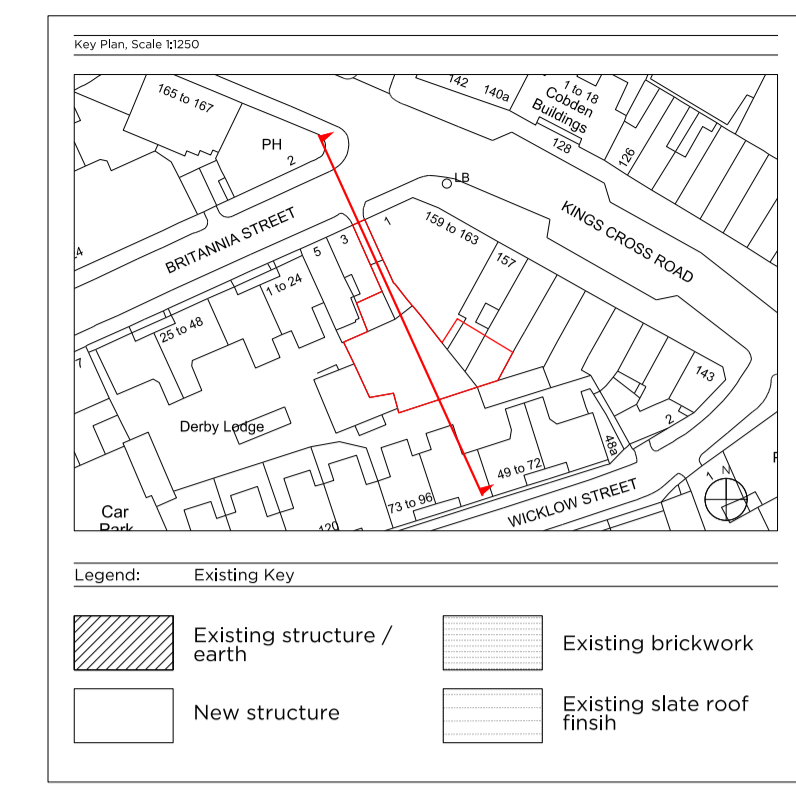 Key Plan, Scale 1:1250
165 to 167
PH
2
142
140a
1 to 18
Cobden
Buildings
128
126
LB
KINGS CROSS ROAD
BRITANNIA STREET
1
3
5
159 to 163
157
1 to 24
25 to 48
7
143
2
Derby Lodge
48a
49 to 72
73 to 96
120
WICKLOW STREET
Car
Park
1
N
Legend:
Existing Key
Existing structure /
earth
Existing brickwork
New structure
Existing slate roof
finsih